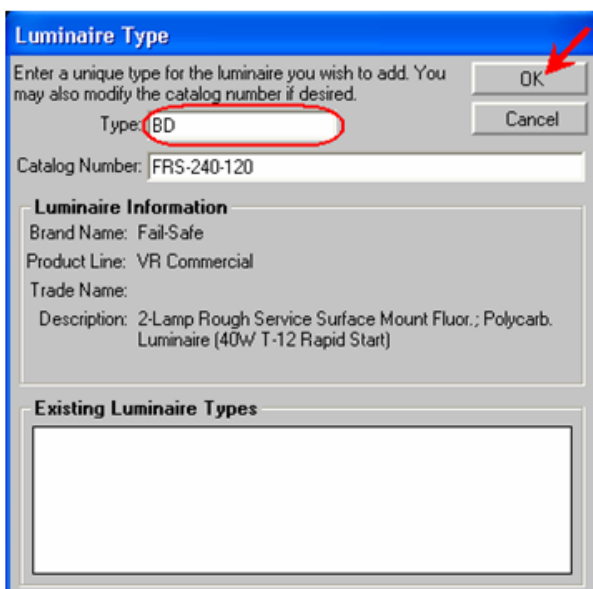 Luminaire Type
Enter a unique type for the luminaire you wish to add. You
may also modify the catalog number if desired.
OK
Type: BD
Cancel
Catalog Number: FRS-240-120
Luminaire Information
Brand Name: Fail-Safe
Product Line: VR Commercial
Trade Name:
Description: 2-Lamp Rough Service Surface Mount Fluor.; Polycarb.
Luminaire (40W T-12 Rapid Start)
Existing Luminaire Types